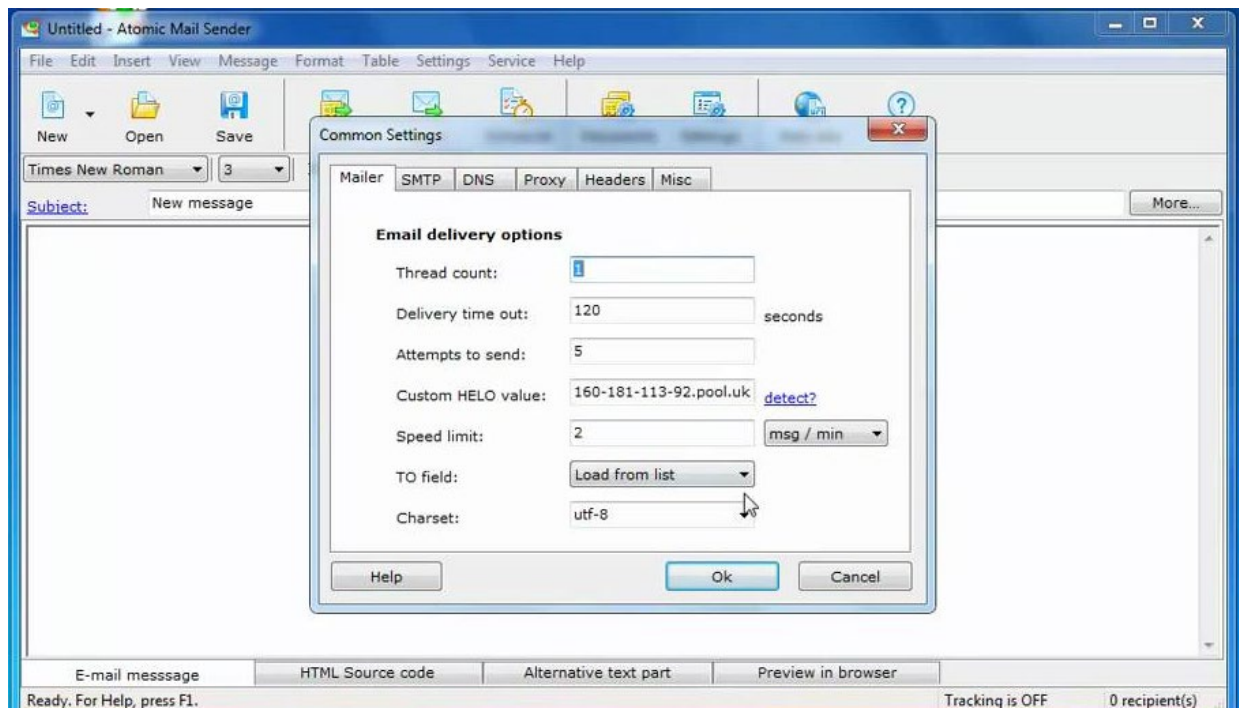 Untitled - Atomic Mail Sender
File Edit Insert View Message Format Table Settings Service Help
New Open Save
Common Settings
Times New Roman 3
Mailer SMTP DNS Proxy Headers Misc
Subject: New message More...
Email delivery options
Thread count: 1
Delivery time out: 120 seconds
Attempts to send: 5
Custom HELO value: 160-181-113-92.pool.uk detect?
Speed limit: 2 msg / min
TO field: Load from list
Charset: utf-8
Help Ok Cancel
E-mail messsage HTML Source code Alternative text part Preview in browser
Ready. For Help, press F1. Tracking is OFF 0 recipient(s)